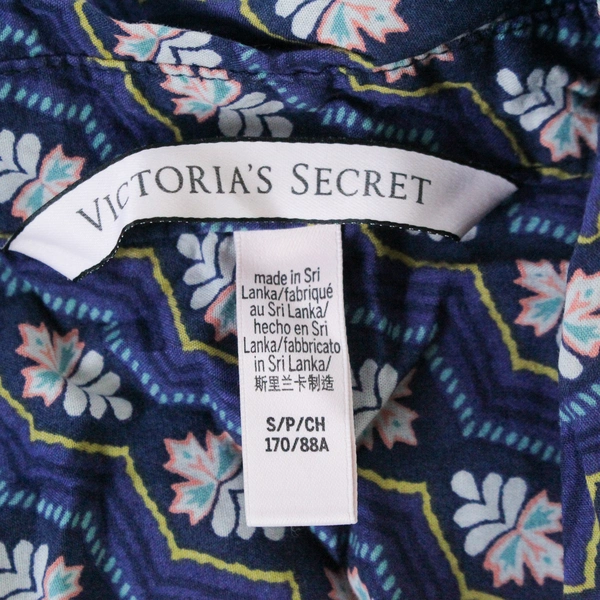 VICTORIA'S SECRET
made in Sri
Lanka/fabriqué
au Sri Lanka/
hecho en Sri
Lanka/fabbricato
in Sri Lanka/
斯里兰卡制造
S/P/CH
170/88A